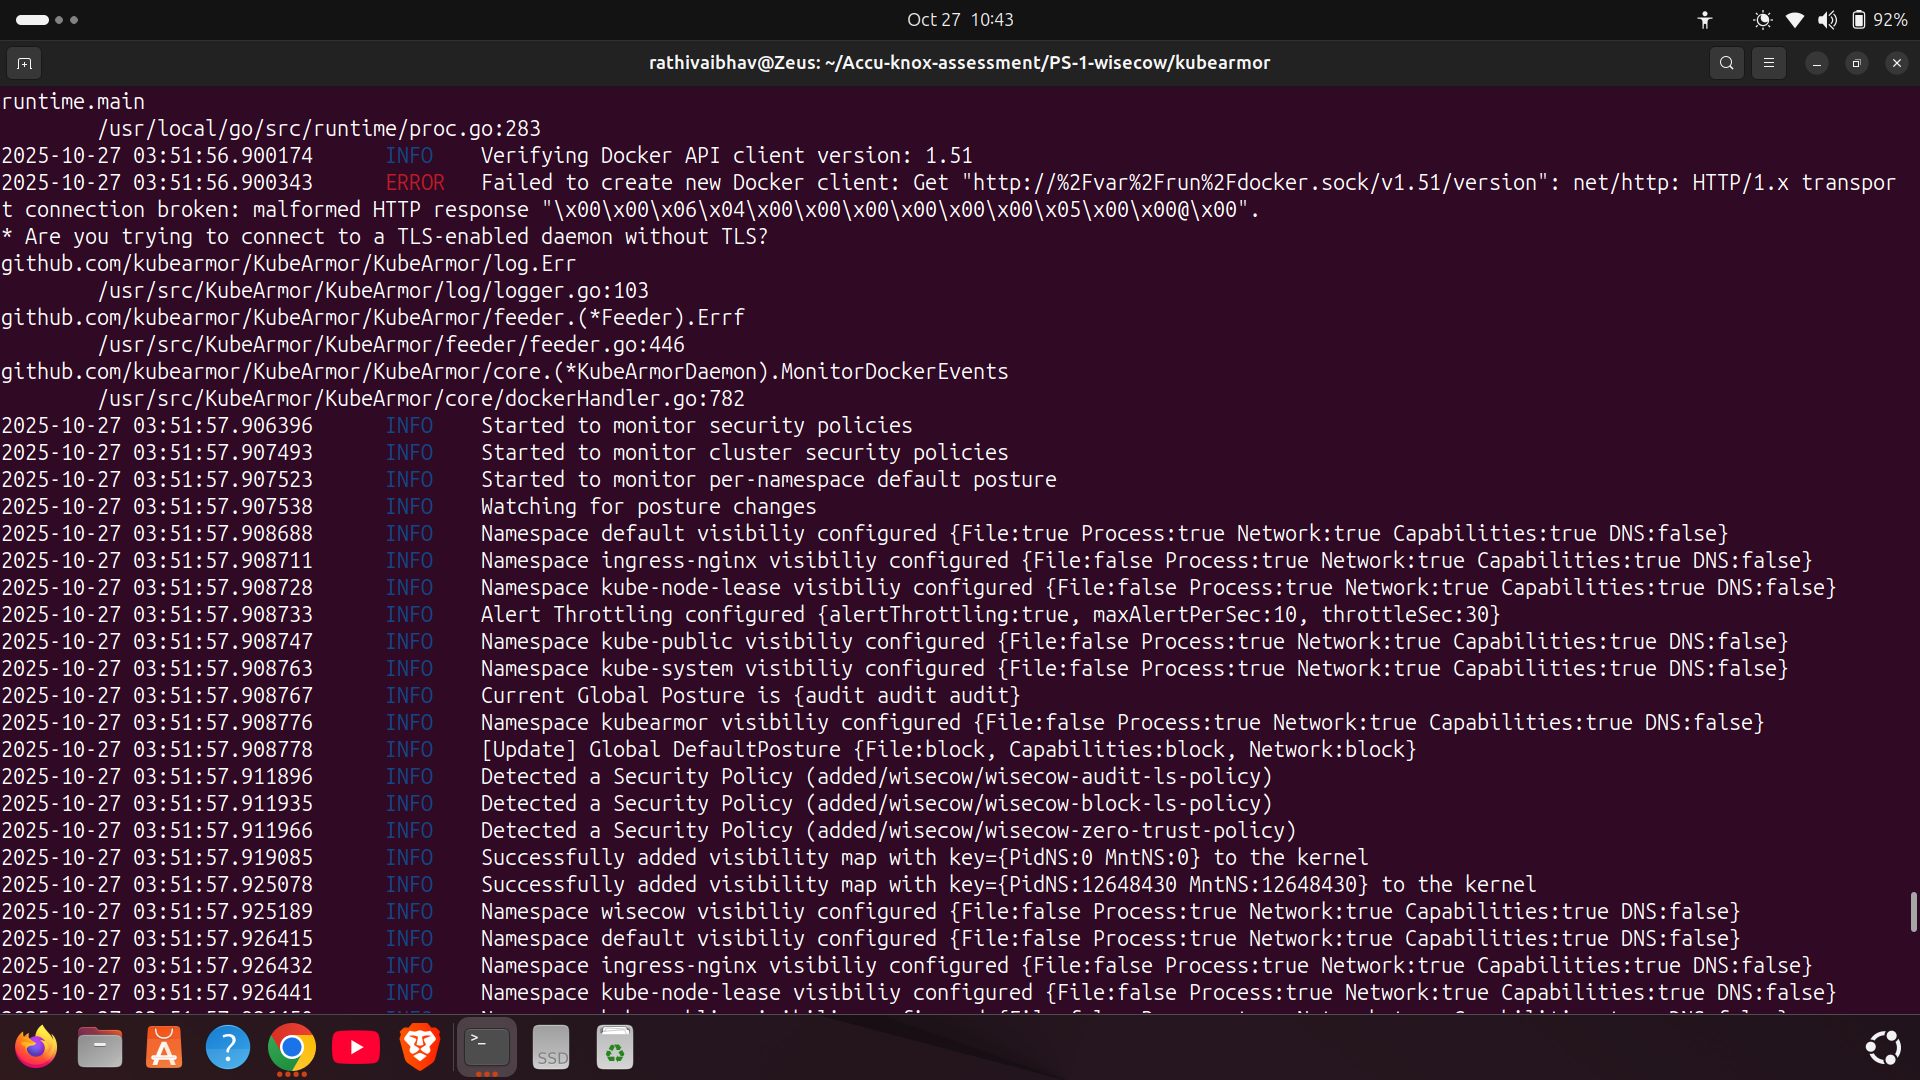 Oct 27 10:43
92%
rathivaibhav@Zeus: ~/Accu-knox-assessment/PS-1-wisecow/kubearmor
runtime.main
/usr/local/go/src/runtime/proc.go:283
2025-10-27 03:51:56.900174 INFO Verifying Docker API client version: 1.51
2025-10-27 03:51:56.900343 ERROR Failed to create new Docker client: Get "http://%2Fvar%2Frun%2Fdocker.sock/v1.51/version": net/http: HTTP/1.x transpor
t connection broken: malformed HTTP response "\x00\x00\x06\x04\x00\x00\x00\x00\x00\x00\x05\x00\x00@\x00".
* Are you trying to connect to a TLS-enabled daemon without TLS?
github.com/kubearmor/KubeArmor/KubeArmor/log.Err
/usr/src/KubeArmor/KubeArmor/log/logger.go:103
github.com/kubearmor/KubeArmor/KubeArmor/feeder.(*Feeder).Errf
/usr/src/KubeArmor/KubeArmor/feeder/feeder.go:446
github.com/kubearmor/KubeArmor/KubeArmor/core.(*KubeArmorDaemon).MonitorDockerEvents
/usr/src/KubeArmor/KubeArmor/core/dockerHandler.go:782
2025-10-27 03:51:57.906396 INFO Started to monitor security policies
2025-10-27 03:51:57.907493 INFO Started to monitor cluster security policies
2025-10-27 03:51:57.907523 INFO Started to monitor per-namespace default posture
2025-10-27 03:51:57.907538 INFO Watching for posture changes
2025-10-27 03:51:57.908688 INFO Namespace default visibiliy configured {File:true Process:true Network:true Capabilities:true DNS:false}
2025-10-27 03:51:57.908711 INFO Namespace ingress-nginx visibiliy configured {File:false Process:true Network:true Capabilities:true DNS:false}
2025-10-27 03:51:57.908728 INFO Namespace kube-node-lease visibiliy configured {File:false Process:true Network:true Capabilities:true DNS:false}
2025-10-27 03:51:57.908733 INFO Alert Throttling configured {alertThrottling:true, maxAlertPerSec:10, throttleSec:30}
2025-10-27 03:51:57.908747 INFO Namespace kube-public visibiliy configured {File:false Process:true Network:true Capabilities:true DNS:false}
2025-10-27 03:51:57.908763 INFO Namespace kube-system visibiliy configured {File:false Process:true Network:true Capabilities:true DNS:false}
2025-10-27 03:51:57.908767 INFO Current Global Posture is {audit audit audit}
2025-10-27 03:51:57.908776 INFO Namespace kubearmor visibiliy configured {File:false Process:true Network:true Capabilities:true DNS:false}
2025-10-27 03:51:57.908778 INFO [Update] Global DefaultPosture {File:block, Capabilities:block, Network:block}
2025-10-27 03:51:57.911896 INFO Detected a Security Policy (added/wisecow/wisecow-audit-ls-policy)
2025-10-27 03:51:57.911935 INFO Detected a Security Policy (added/wisecow/wisecow-block-ls-policy)
2025-10-27 03:51:57.911966 INFO Detected a Security Policy (added/wisecow/wisecow-zero-trust-policy)
2025-10-27 03:51:57.919085 INFO Successfully added visibility map with key={PidNS:0 MntNS:0} to the kernel
2025-10-27 03:51:57.925078 INFO Successfully added visibility map with key={PidNS:12648430 MntNS:12648430} to the kernel
2025-10-27 03:51:57.925189 INFO Namespace wisecow visibiliy configured {File:false Process:true Network:true Capabilities:true DNS:false}
2025-10-27 03:51:57.926415 INFO Namespace default visibiliy configured {File:false Process:true Network:true Capabilities:true DNS:false}
2025-10-27 03:51:57.926432 INFO Namespace ingress-nginx visibiliy configured {File:false Process:true Network:true Capabilities:true DNS:false}
2025-10-27 03:51:57.926441 INFO Namespace kube-node-lease visibiliy configured {File:false Process:true Network:true Capabilities:true DNS:false}
SSD